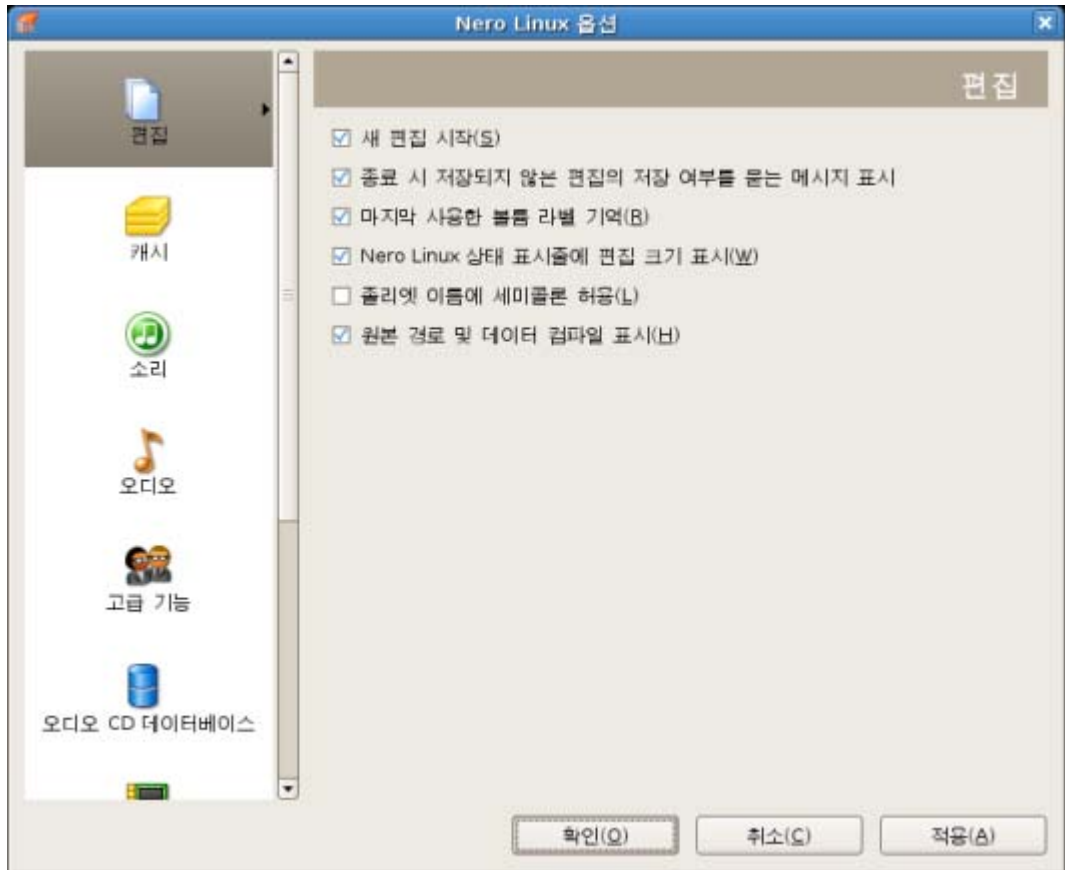 Nero Linux 옵션
편집
캐시
소리
오디오
고급 기능
오디오 CD 데이터베이스
편집
새 편집 시작(S)
종료 시 저장되지 않은 편집의 저장 여부를 묻는 메시지 표시
마지막 사용한 볼륨 라벨 기억(R)
Nero Linux 상태 표시줄에 편집 크기 표시(W)
졸리엣 이름에 세미콜론 허용(L)
원본 경로 및 데이터 컴파일 표시(H)
확인(O)
취소(C)
적용(A)